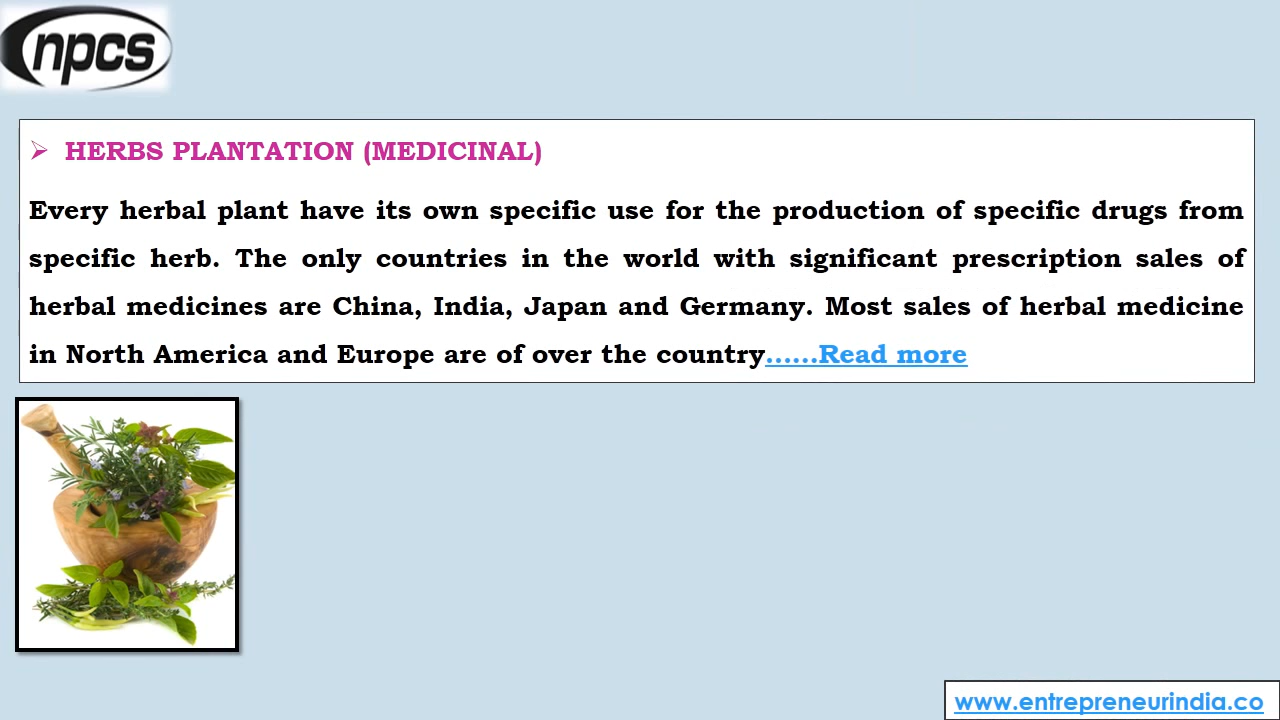 npcs
➢ HERBS PLANTATION (MEDICINAL)
Every herbal plant have its own specific use for the production of specific drugs from
specific herb. The only countries in the world with significant prescription sales of
herbal medicines are China, India, Japan and Germany. Most sales of herbal medicine
in North America and Europe are of over the country......Read more
www.entrepreneurindia.co